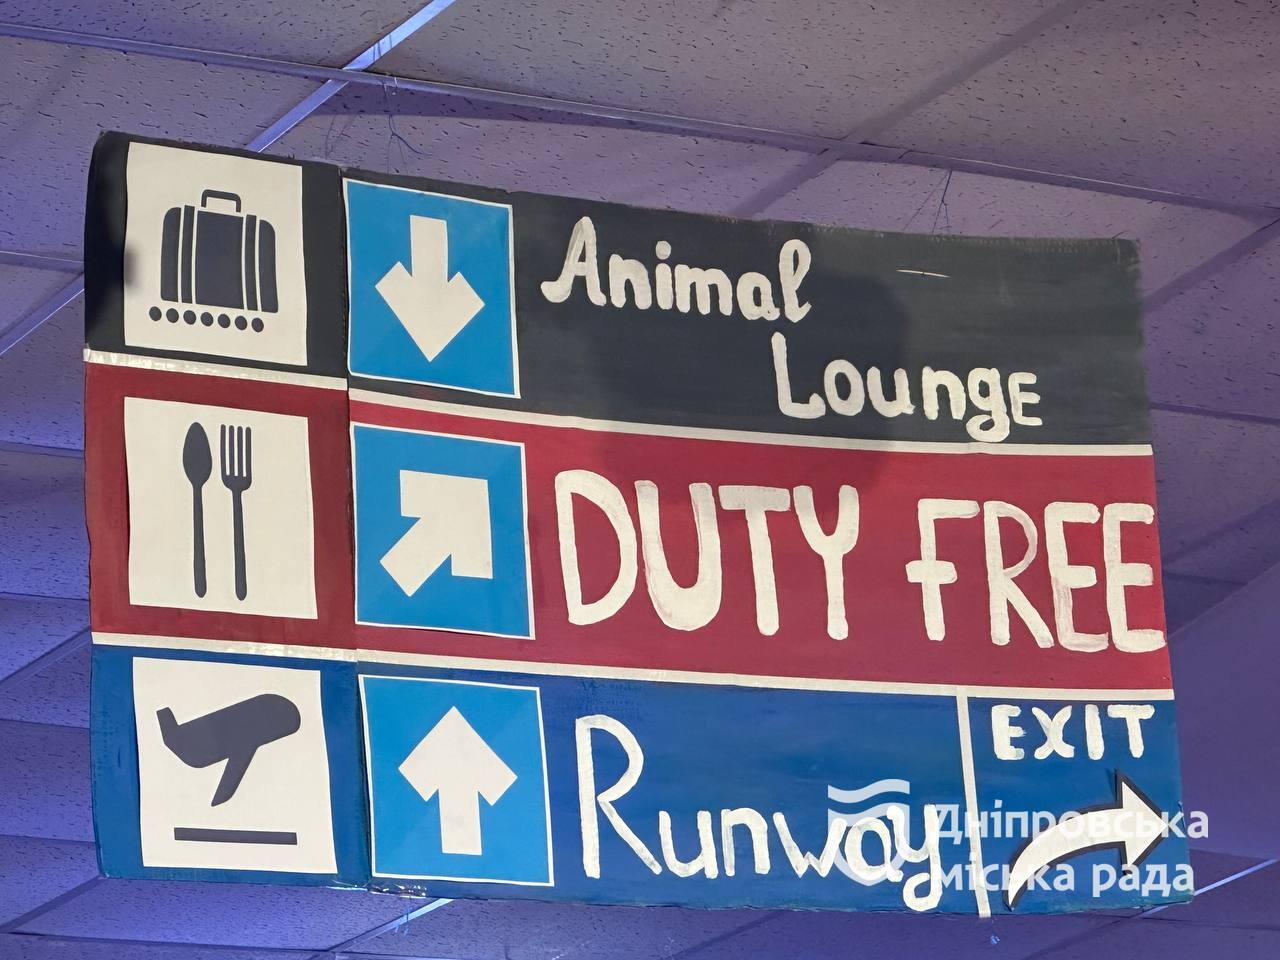 Animal
Lounge
DUTY FREE
Runway
EXIT
Дніпровська
міська рада